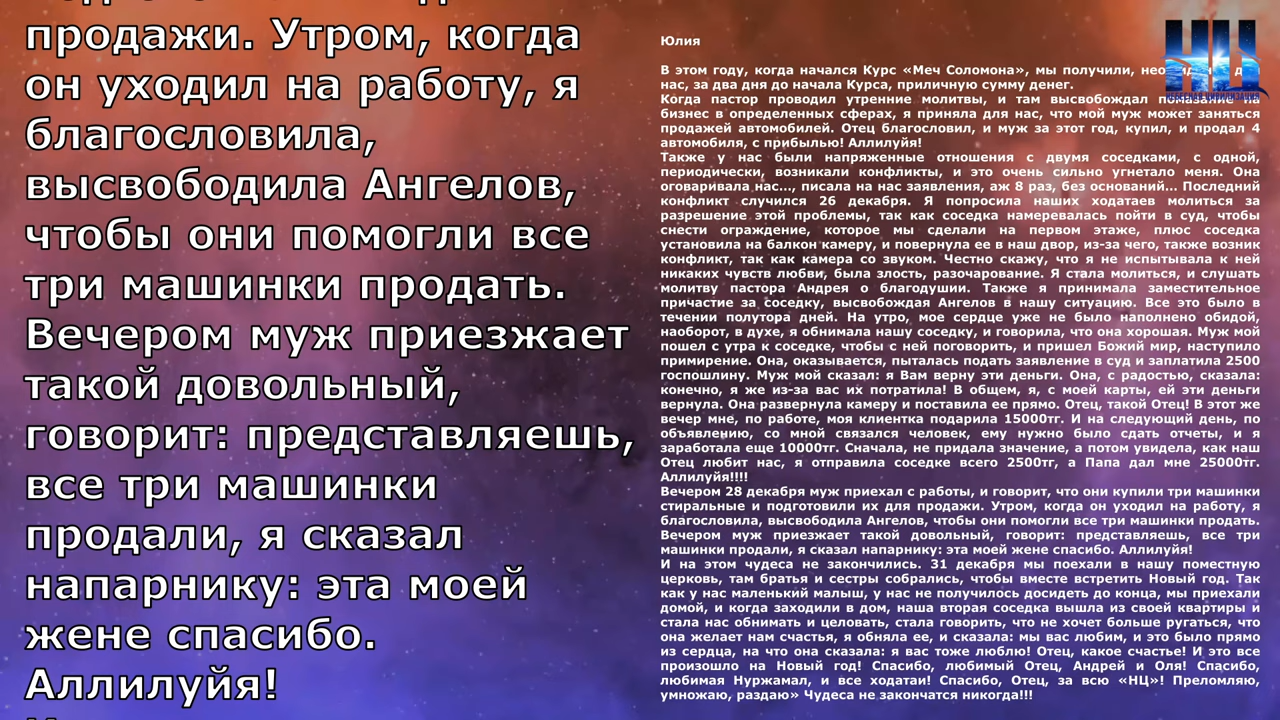 продажи. Утром, когда
он уходил на работу, я
благословила,
высвободила Ангелов,
чтобы они помогли все
три машинки продать.
Вечером муж приезжает
такой довольный,
говорит: представляешь,
все три машинки
продали, я сказал
напарнику: эта моей
жене спасибо.
Аллилуйя!
Юлия
В этом году, когда начался Курс «Меч Соломона», мы получили, для
нас, за два дня до начала Курса, приличную сумму денег.
Когда пастор проводил утренние молитвы, и там высвобождал на
бизнес в определенных сферах, я приняла для нас, что мой муж может заняться
продажей автомобилей. Отец благословил, и муж за этот год, купил, и продал 4
автомобиля, с прибылью! Аллилуйя!
Также у нас были напряженные отношения с двумя соседками, с одной,
периодически, возникали конфликты, и это очень сильно угнетало меня. Она
оговаривала нас..., писала на нас заявления, аж 8 раз, без оснований... Последний
конфликт случился 26 декабря. Я попросила наших ходатаев молиться за
разрешение этой проблемы, так как соседка намеревалась пойти в суд, чтобы
снести ограждение, которое мы сделали на первом этаже, плюс соседка
установила на балкон камеру, и повернула ее в наш двор, из-за чего, также возник
конфликт, так как камера со звуком. Честно скажу, что я не испытывала к ней
никаких чувств любви, была злость, разочарование. Я стала молиться, и слушать
молитву пастора Андрея о благодушии. Также я принимала заместительное
причастие за соседку, высвобождая Ангелов в нашу ситуацию. Все это было в
течении полутора дней. На утро, мое сердце уже не было наполнено обидой,
наоборот, в духе, я обнимала нашу соседку, и говорила, что она хорошая. Муж мой
пошел с утра к соседке, чтобы с ней поговорить, и пришел Божий мир, наступило
примирение. Она, оказывается, пыталась подать заявление в суд и заплатила 2500
госпошлину. Муж мой сказал: я Вам верну эти деньги. Она, с радостью, сказала:
конечно, я же из-за вас их потратила! В общем, я, с моей карты, ей эти деньги
вернула. Она развернула камеру и поставила ее прямо. Отец, такой Отец! В этот же
вечер мне, по работе, моя клиентка подарила 15000тг. И на следующий день, по
объявлению, со мной связался человек, ему нужно было сдать отчеты, и я
заработала еще 10000тг. Сначала, не придала значение, а потом увидела, как наш
Отец любит нас, я отправила соседке всего 2500тг, а Папа дал мне 25000тг.
Аллилуйя!!!!
Вечером 28 декабря муж приехал с работы, и говорит, что они купили три машинки
стиральные и подготовили их для продажи. Утром, когда он уходил на работу, я
благословила, высвободила Ангелов, чтобы они помогли все три машинки продать.
Вечером муж приезжает такой довольный, говорит: представляешь, все три
машинки продали, я сказал напарнику: эта моей жене спасибо. Аллилуйя!
И на этом чудеса не закончились. 31 декабря мы поехали в нашу поместную
церковь, там братья и сестры собрались, чтобы вместе встретить Новый год. Так
как у нас маленький малыш, у нас не получилось досидеть до конца, мы приехали
домой, и когда заходили в дом, наша вторая соседка вышла из своей квартиры и
стала нас обнимать и целовать, стала говорить, что не хочет больше ругаться, что
она желает нам счастья, я обняла ее, и сказала: мы вас любим, и это было прямо
из сердца, на что она сказала: я вас тоже люблю! Отец, какое счастье! И это все
произошло на Новый год! Спасибо, любимый Отец, Андрей и Оля! Спасибо,
любимая Нуржамал, и все ходатаи! Спасибо, Отец, за всю «НЦ»! Преломляю,
умножаю, раздаю» Чудеса не закончатся никогда!!!
НЦ
НЕБЕСНАЯ ЦИВИЛИЗАЦИЯ